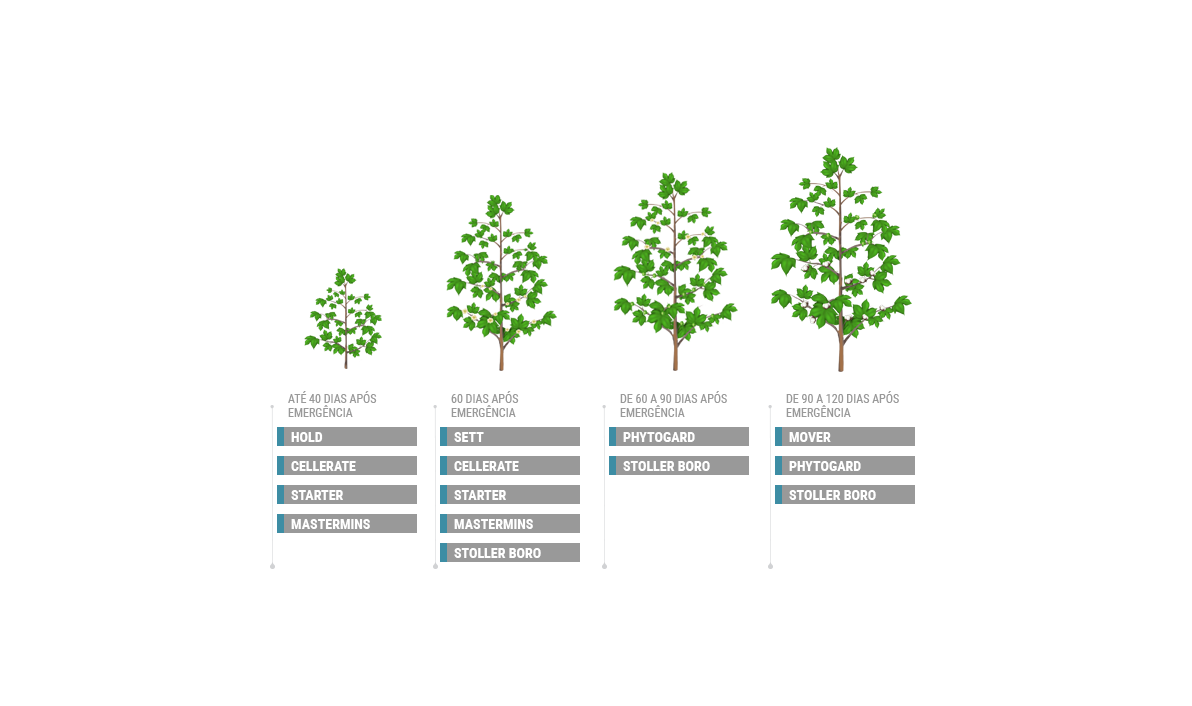 ATÉ 40 DIAS APÓS
EMERGÊNCIA
HOLD
CELLERATE
STARTER
MASTERMINS
60 DIAS APÓS
EMERGÊNCIA
SETT
CELLERATE
STARTER
MASTERMINS
STOLLER BORO
DE 60 A 90 DIAS APÓS
EMERGÊNCIA
PHYTOGARD
STOLLER BORO
DE 90 A 120 DIAS APÓS
EMERGÊNCIA
MOVER
PHYTOGARD
STOLLER BORO